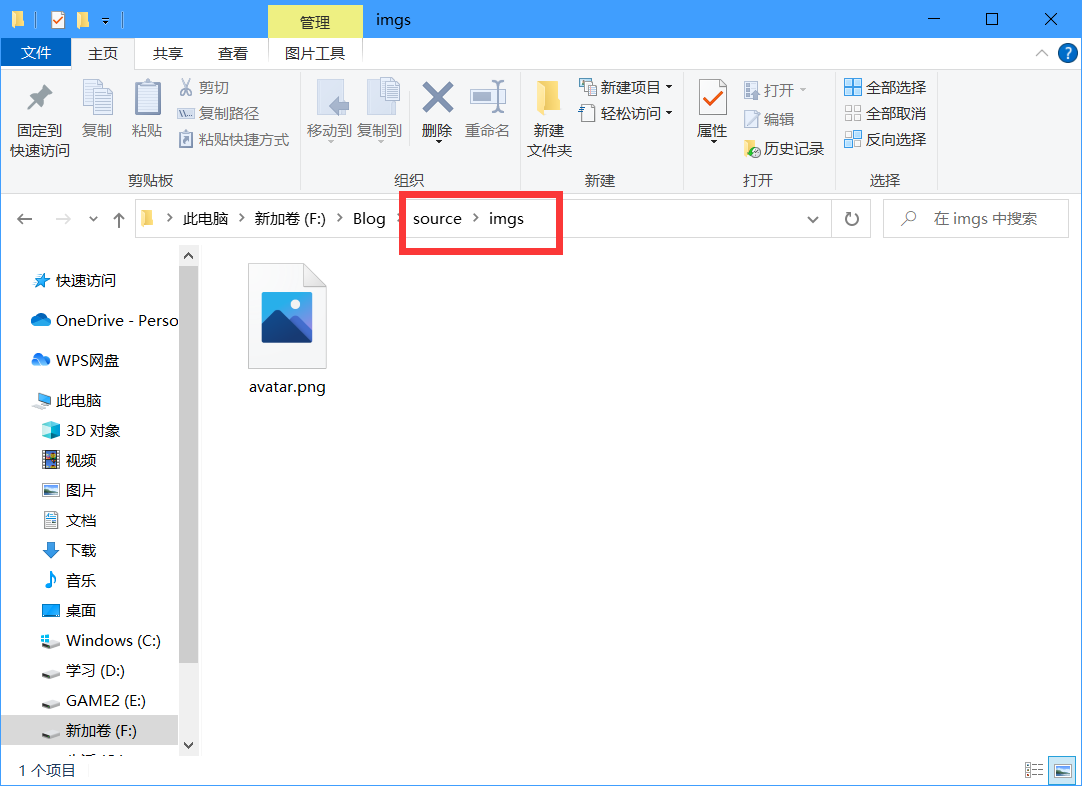 管理
imgs
文件
主页
共享
查看
图片工具
固定到
快速访问
复制
粘贴
剪切
复制路径
粘贴快捷方式
剪贴板
移动到
复制到
删除
重命名
组织
新建
文件夹
新建项目
轻松访问
新建
属性
打开
编辑
历史记录
打开
全部选择
全部取消
反向选择
选择
此电脑 > 新加卷 (F:) > Blog > source > imgs
在 imgs 中搜索
快速访问
OneDrive - Perso
WPS网盘
此电脑
3D 对象
视频
图片
文档
下载
音乐
桌面
Windows (C:)
学习 (D:)
GAME2 (E:)
新加卷 (F:)
avatar.png
1 个项目